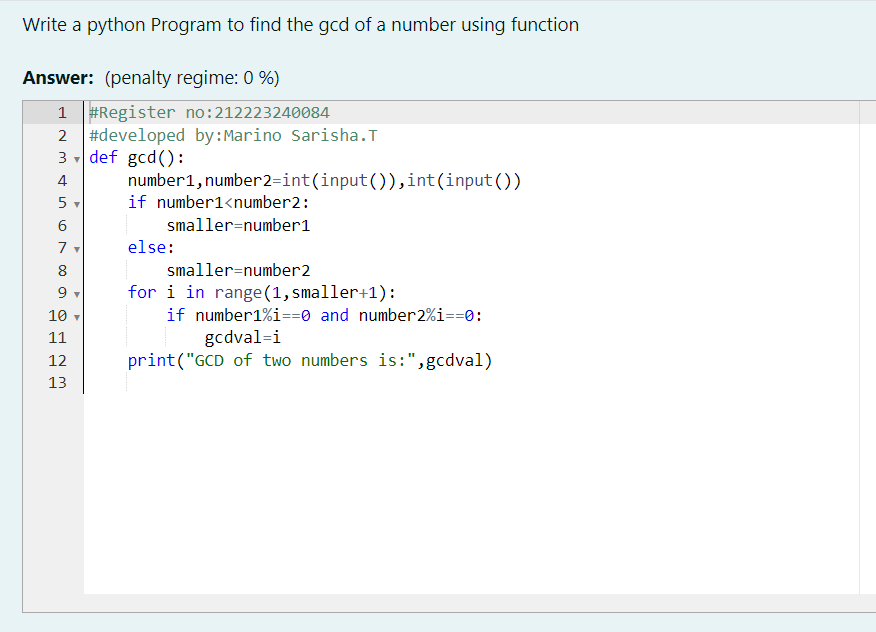 Write a python Program to find the gcd of a number using function
Answer: (penalty regime: 0 %)
1 #Register no:212223240084
2 #developed by:Marino Sarisha.T
3 def gcd():
4     number1,number2=int(input()),int(input())
5     if number1<number2:
6         smaller=number1
7     else:
8         smaller=number2
9     for i in range(1,smaller+1):
10         if number1%i==0 and number2%i==0:
11             gcdval=i
12     print("GCD of two numbers is:",gcdval)
13